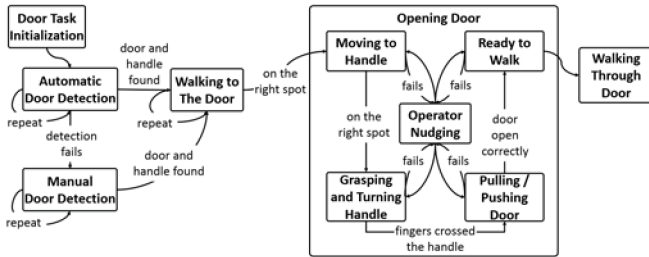 Door Task
Initialization
Automatic
Door Detection
repeat
door and
handle found
detection
fails
Manual
Door Detection
repeat
door and
handle found
Walking to
The Door
repeat
on the
right spot
Opening Door
Moving to
Handle
Ready to
Walk
fails
fails
Operator
Nudging
on the
right spot
door
open
correctly
fails
fails
Grasping
and Turning
Handle
Pulling /
Pushing
Door
fingers crossed
the handle
Walking
Through
Door